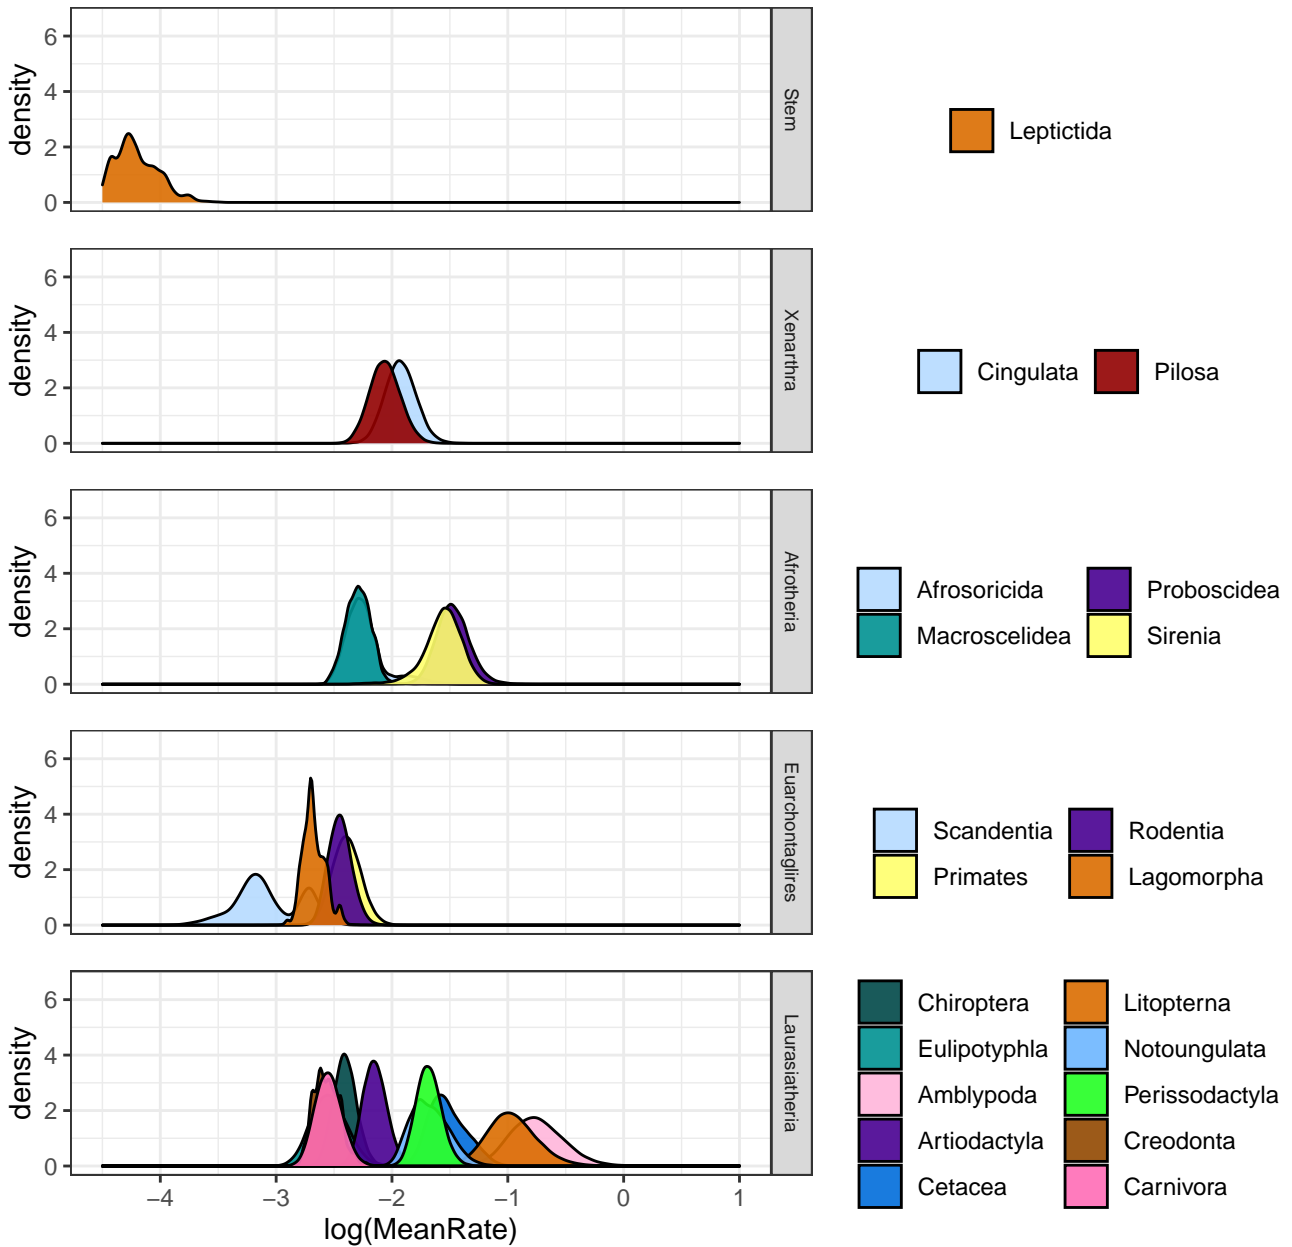 density
6
4
2
0
Stem
Leptictida
density
6
4
2
0
Xenarthra
Cingulata
Pilosa
density
6
4
2
0
Afrotheria
Afrosoricida
Proboscidea
Macroscelidea
Sirenia
density
6
4
2
0
Euarchontaglires
Scandentia
Rodentia
Primates
Lagomorpha
density
6
4
2
0
Laurasiatheria
Chiroptera
Litopterna
Eulipotyphla
Notoungulata
Amblypoda
Perissodactyla
Artiodactyla
Creodonta
Cetacea
Carnivora
−4 −3 −2 −1 0 1
log(MeanRate)